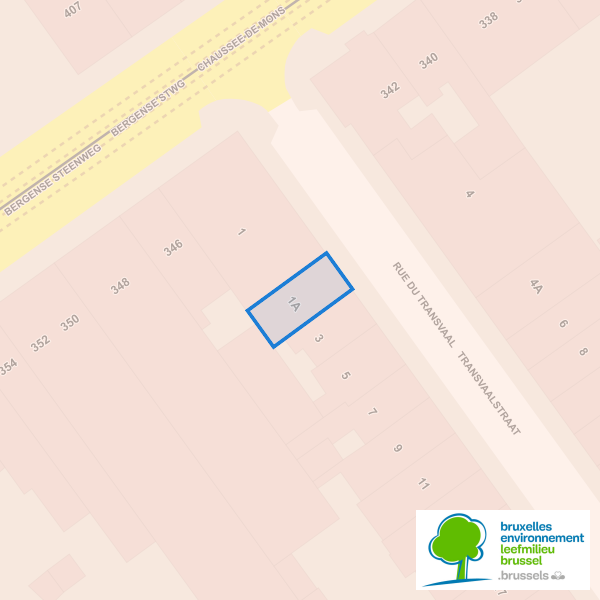 407
338
340
342
CHAUSSEE DE MONS
BERGENSE STWG
BERGENSE STEENWEG
4
346
1
348
350
352
354
1A
RUE DU TRANSVAAL TRANSVAALSTRAAT
4A
6
8
3
5
7
9
11
bruxelles
environnement
leefmilieu
brussel
.brussels